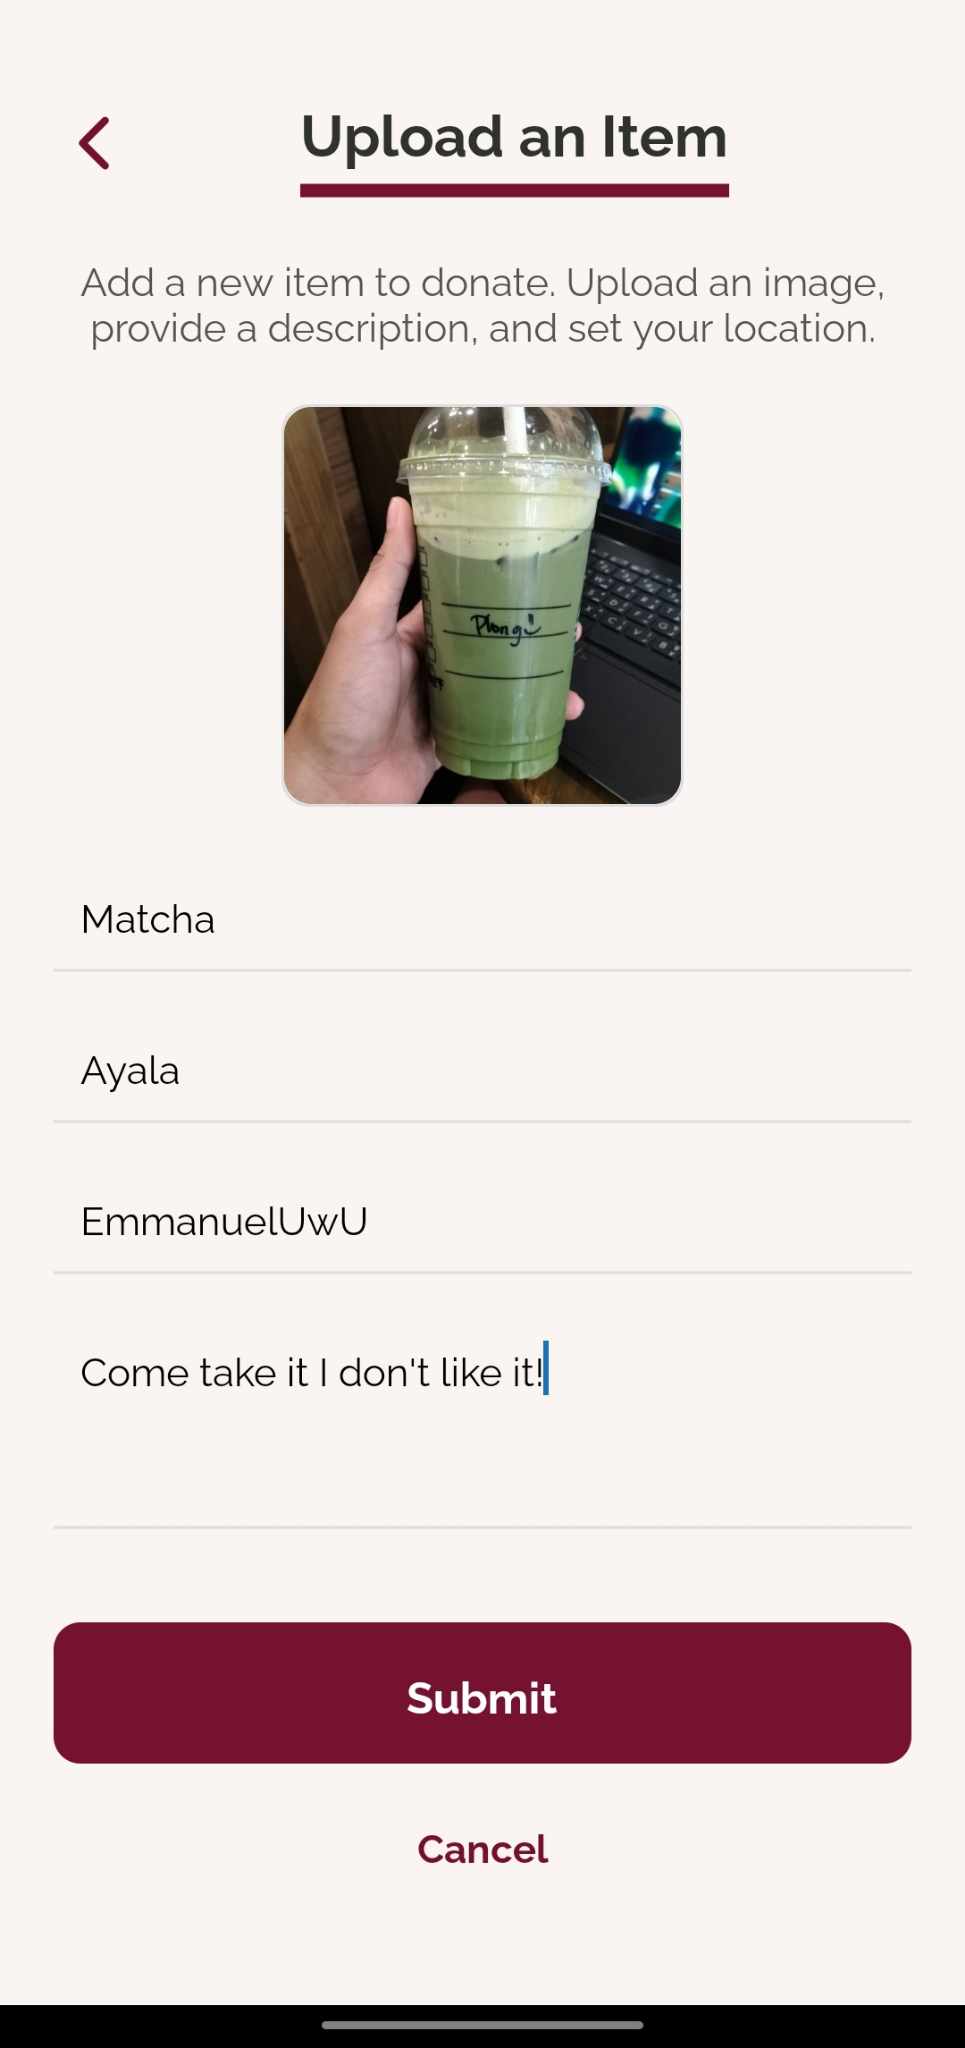 Upload an Item
Add a new item to donate. Upload an image,
provide a description, and set your location.
Plong
Matcha
Ayala
EmmanuelUwU
Come take it I don't like it!
Submit
Cancel